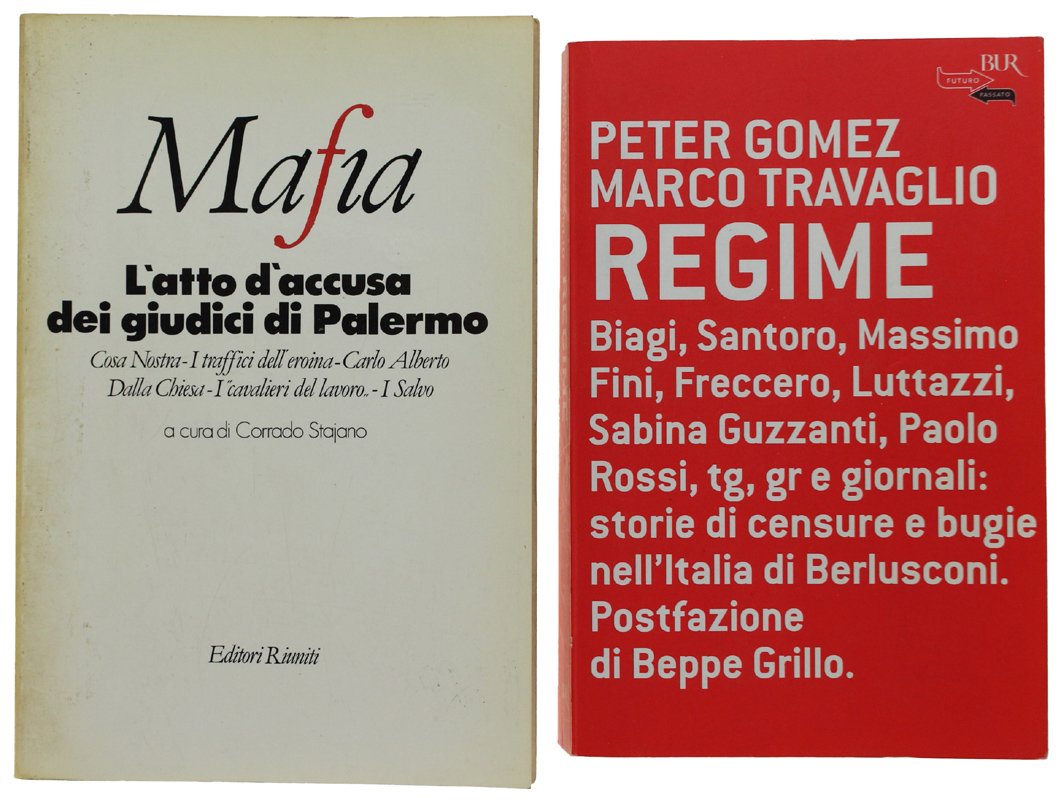 Mafia
L'atto d'accusa
dei giudici di Palermo
Cosa Nostra-I traffici dell'eroina-Carlo Alberto
Dalla Chiesa-I "cavalieri del lavoro„-I Salvo
a cura di Corrado Stajano
Editori Riuniti
BUR
FUTURO
PASSATO
PETER GOMEZ
MARCO TRAVAGLIO
REGIME
Biagi, Santoro, Massimo
Fini, Freccero, Luttazzi,
Sabina Guzzanti, Paolo
Rossi, tg, gr e giornali:
storie di censure e bugie
nell'Italia di Berlusconi.
Postfazione
di Beppe Grillo.